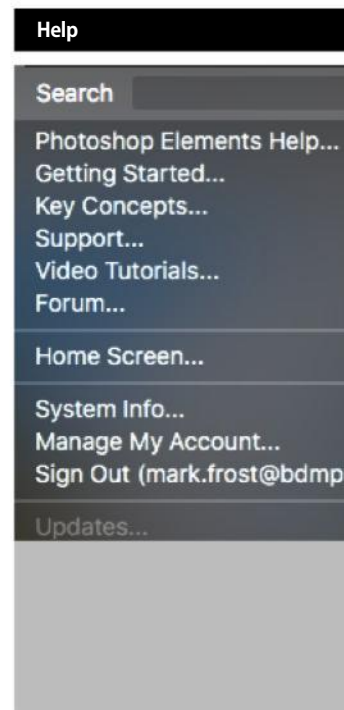 Help
Search
Photoshop Elements Help...
Getting Started...
Key Concepts...
Support...
Video Tutorials...
Forum...
Home Screen...
System Info...
Manage My Account...
Sign Out (mark.frost@bdmp
Updates...